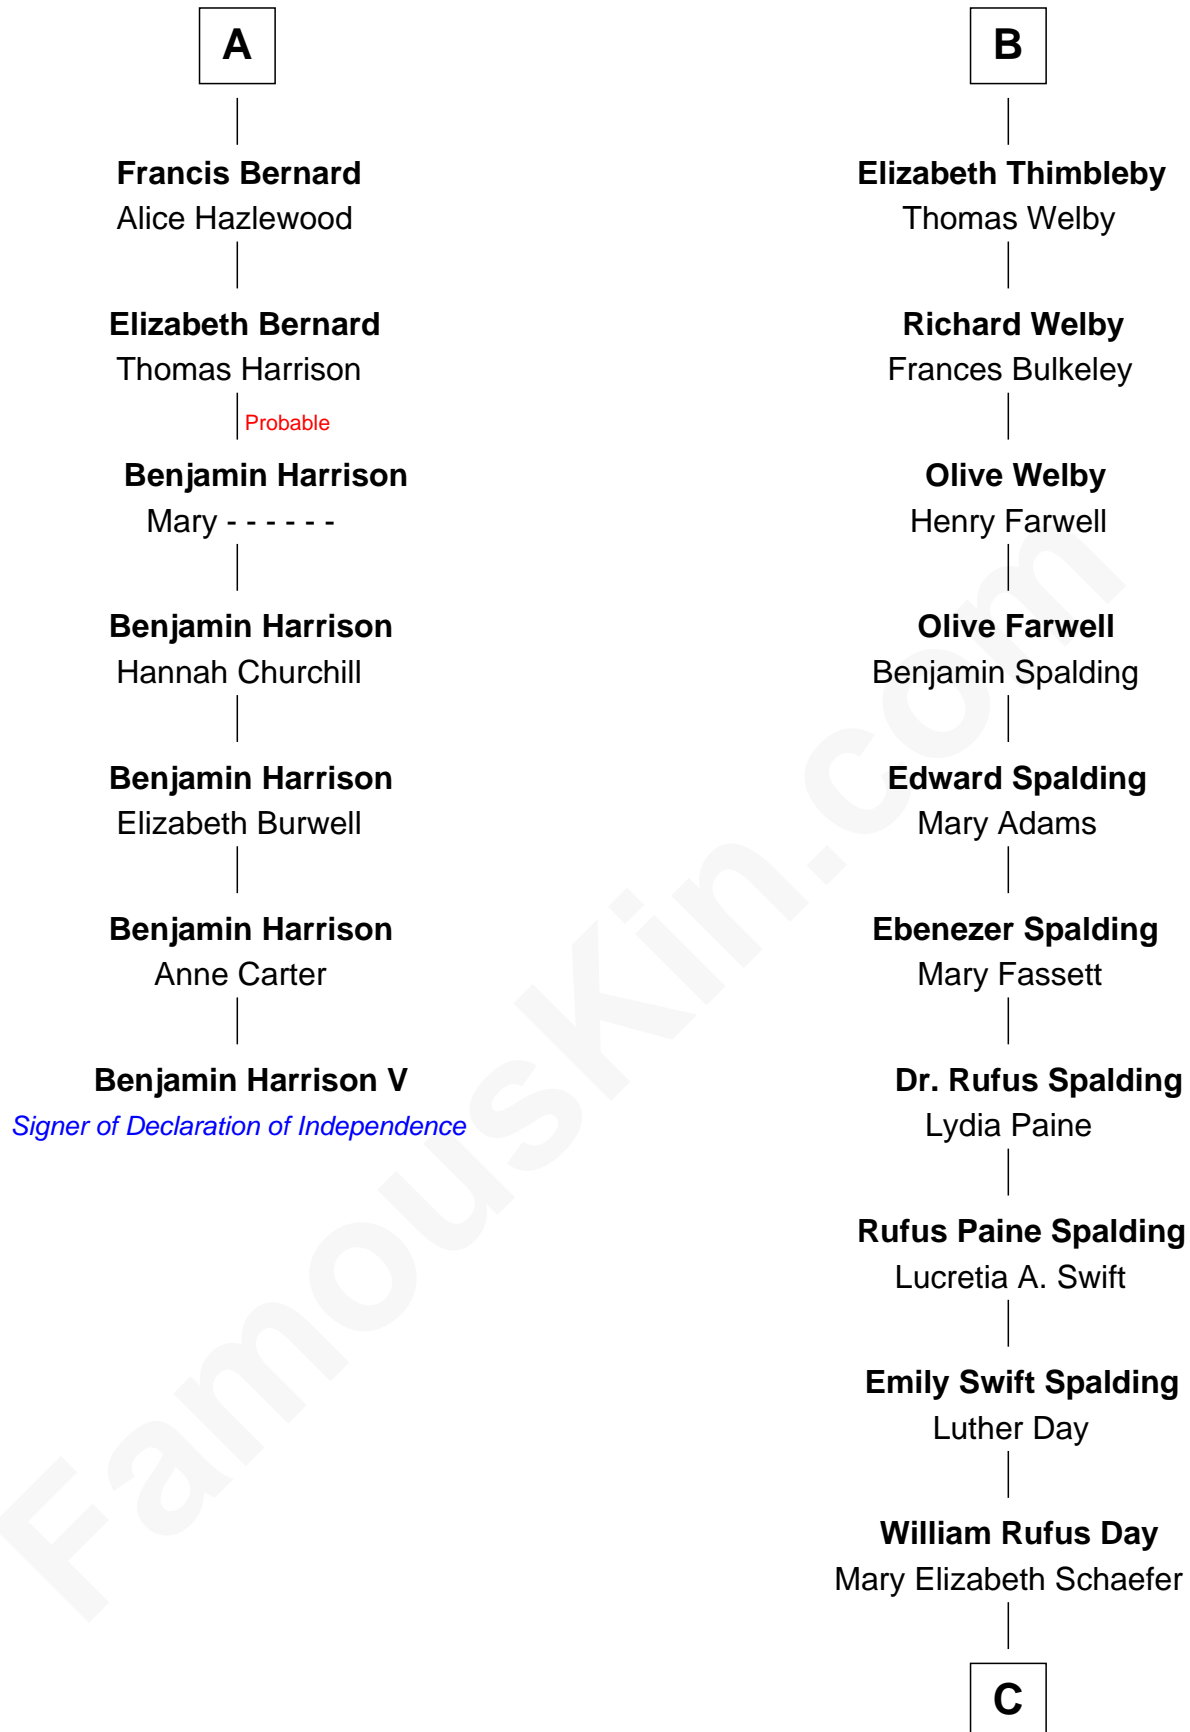 A
Francis Bernard
Alice Hazlewood
Elizabeth Bernard
Thomas Harrison
Probable
Benjamin Harrison
Mary - - - - - -
Benjamin Harrison
Hannah Churchill
Benjamin Harrison
Elizabeth Burwell
Benjamin Harrison
Anne Carter
Benjamin Harrison V
Signer of Declaration of Independence
B
Elizabeth Thimbleby
Thomas Welby
Richard Welby
Frances Bulkeley
Olive Welby
Henry Farwell
Olive Farwell
Benjamin Spalding
Edward Spalding
Mary Adams
Ebenezer Spalding
Mary Fassett
Dr. Rufus Spalding
Lydia Paine
Rufus Paine Spalding
Lucretia A. Swift
Emily Swift Spalding
Luther Day
William Rufus Day
Mary Elizabeth Schaefer
C
FamousKin.com